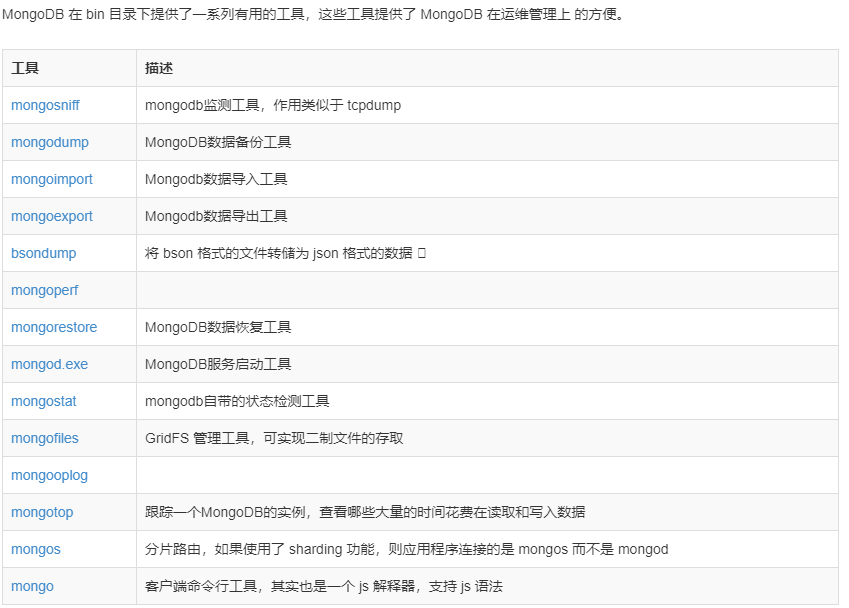 MongoDB 在 bin 目录下提供了一系列有用的工具，这些工具提供了 MongoDB 在运维管理上 的方便。
工具 描述
mongosniff mongodb监测工具，作用类似于 tcpdump
mongodump MongoDB数据备份工具
mongoimport Mongodb数据导入工具
mongoexport Mongodb数据导出工具
bsondump 将 bson 格式的文件转储为 json 格式的数据
mongoperf
mongorestore MongoDB数据恢复工具
mongod.exe MongoDB服务启动工具
mongostat mongodb自带的状态检测工具
mongofiles GridFS 管理工具，可实现二制文件的存取
mongooplog
mongotop 跟踪一个MongoDB的实例，查看哪些大量的时间花费在读取和写入数据
mongos 分片路由，如果使用了 sharding 功能，则应用程序连接的是 mongos 而不是 mongod
mongo 客户端命令行工具，其实也是一个 js 解释器，支持 js 语法